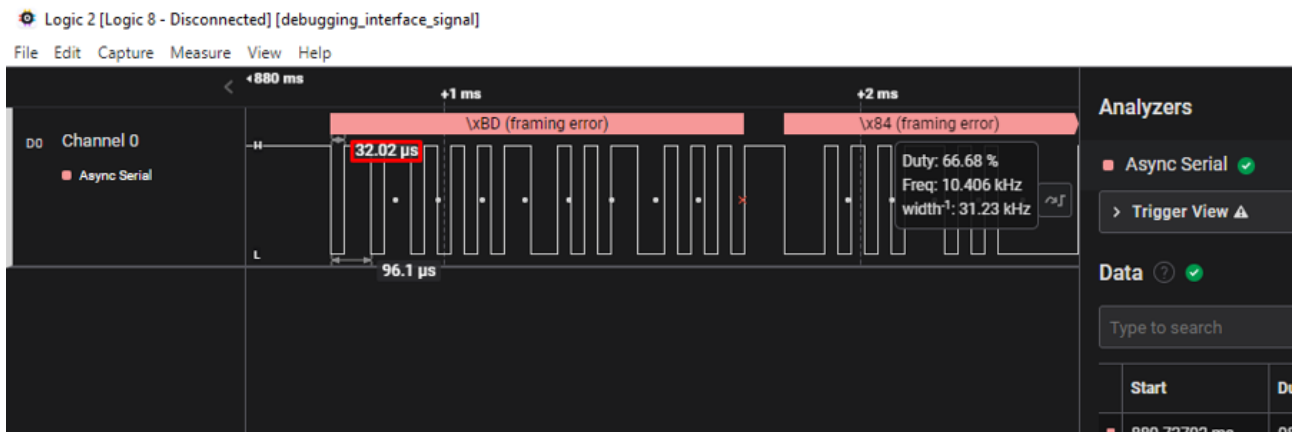 Logic 2 [Logic 8 - Disconnected] [debugging_interface_signal]
File Edit Capture Measure View Help
880 ms
+1 ms
+2 ms
Analyzers
D0 Channel 0
Async Serial
H
L
\xBD (framing error)
\x84 (framing error)
32.02 µs
96.1 µs
Duty: 66.68 %
Freq: 10.406 kHz
width-1: 31.23 kHz
Async Serial
Trigger View
Data
Type to search
Start